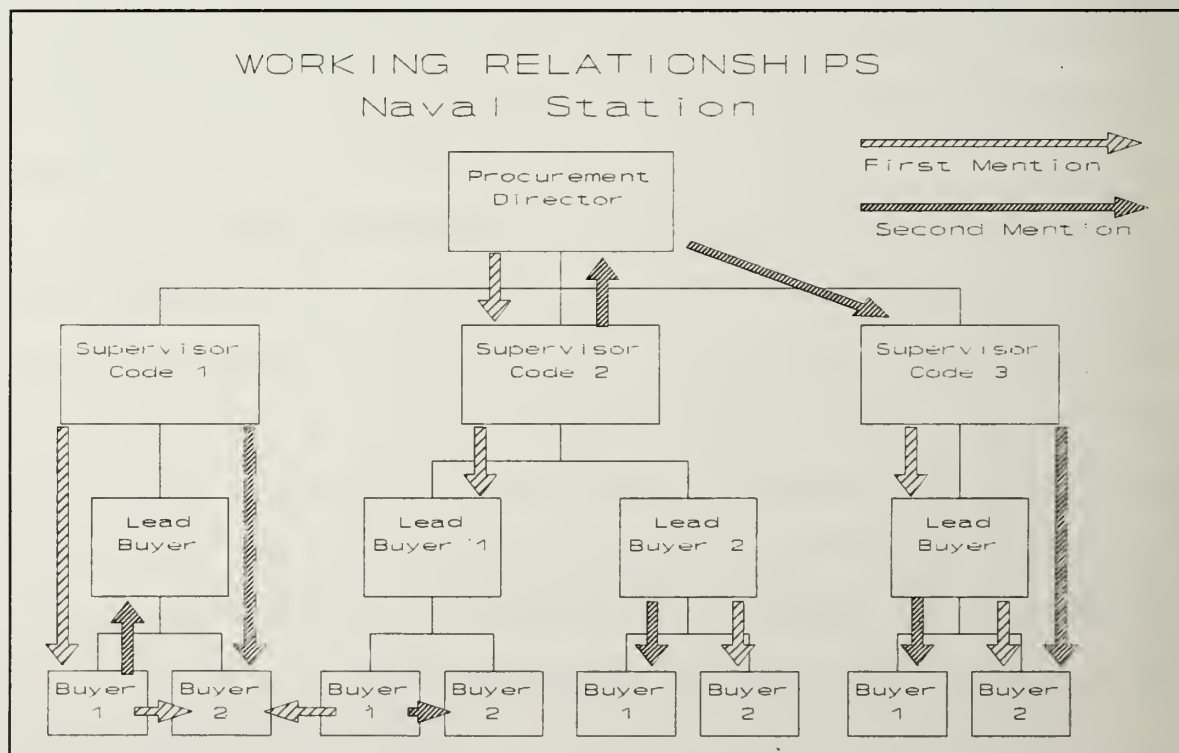 WORKING RELATIONSHIPS
Naval Station
First Mention
Second Mention
Procurement
Director
Supervisor
Code 1
Supervisor
Code 2
Supervisor
Code 3
Lead
Buyer
Lead
Buyer 1
Lead
Buyer 2
Lead
Buyer
Buyer
1
Buyer
2
Buyer
1
Buyer
2
Buyer
1
Buyer
2
Buyer
1
Buyer
2